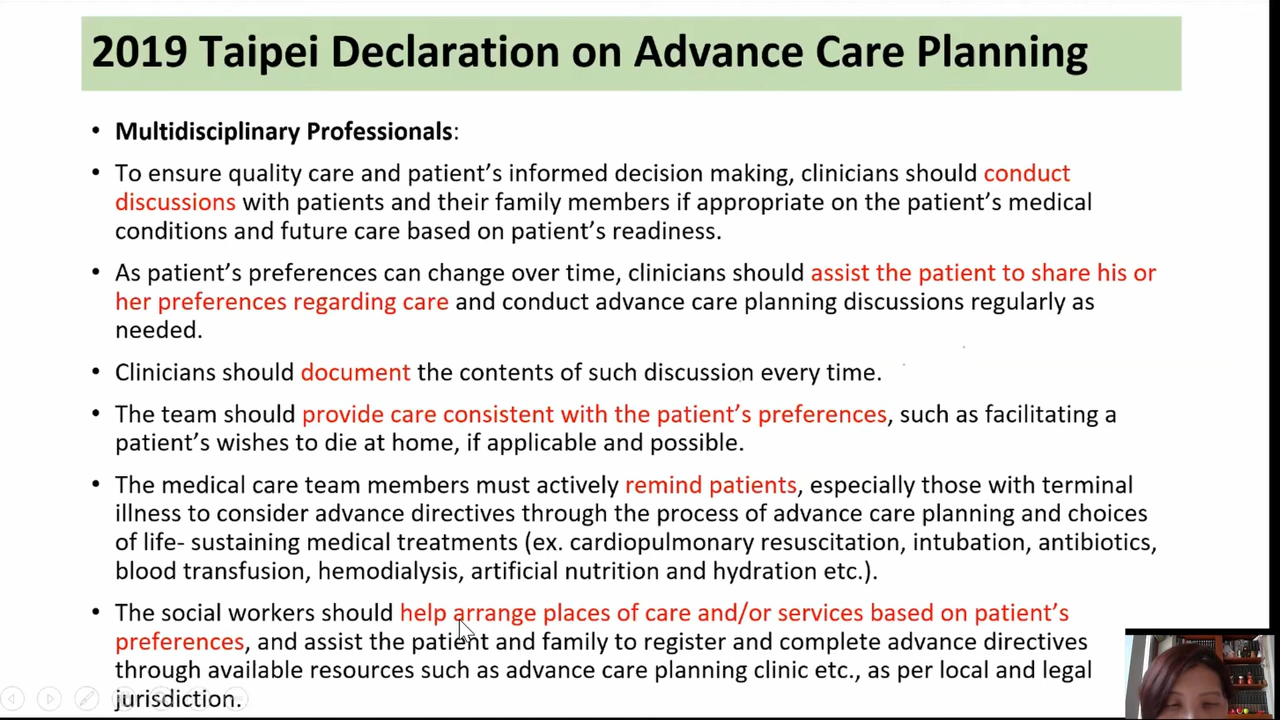 2019 Taipei Declaration on Advance Care Planning
• Multidisciplinary Professionals:
• To ensure quality care and patient’s informed decision making, clinicians should conduct
discussions with patients and their family members if appropriate on the patient’s medical
conditions and future care based on patient’s readiness.
• As patient’s preferences can change over time, clinicians should assist the patient to share his or
her preferences regarding care and conduct advance care planning discussions regularly as
needed.
• Clinicians should document the contents of such discussion every time.
• The team should provide care consistent with the patient’s preferences, such as facilitating a
patient’s wishes to die at home, if applicable and possible.
• The medical care team members must actively remind patients, especially those with terminal
illness to consider advance directives through the process of advance care planning and choices
of life- sustaining medical treatments (ex. cardiopulmonary resuscitation, intubation, antibiotics,
blood transfusion, hemodialysis, artificial nutrition and hydration etc.).
• The social workers should help arrange places of care and/or services based on patient’s
preferences, and assist the patient and family to register and complete advance directives
through available resources such as advance care planning clinic etc., as per local and legal
jurisdiction.